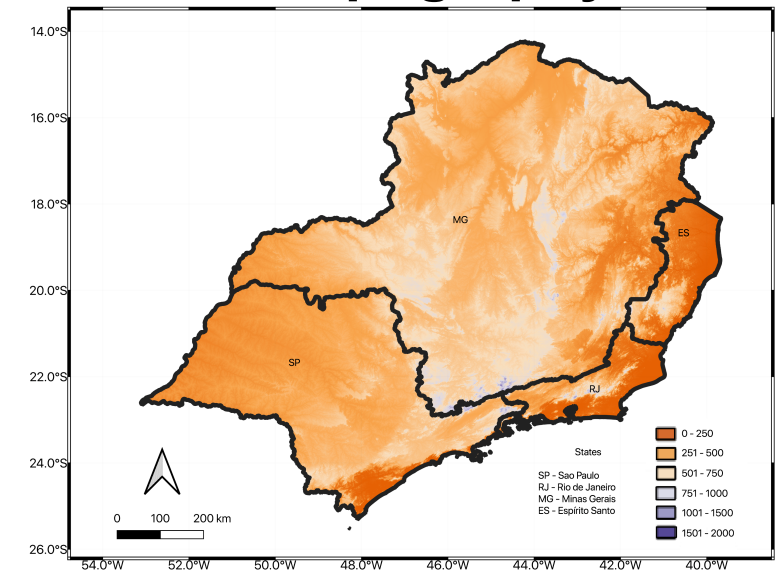 14.0°S
16.0°S
18.0°S
20.0°S
22.0°S
24.0°S
26.0°S
MG
ES
SP
RJ
0 - 250
251 - 500
501 - 750
751 - 1000
1001 - 1500
1501 - 2000
States
SP - Sao Paulo
RJ - Rio de Janeiro
MG - Minas Gerais
ES - Espírito Santo
0 100 200 km
54.0°W 52.0°W 50.0°W 48.0°W 46.0°W 44.0°W 42.0°W 40.0°W